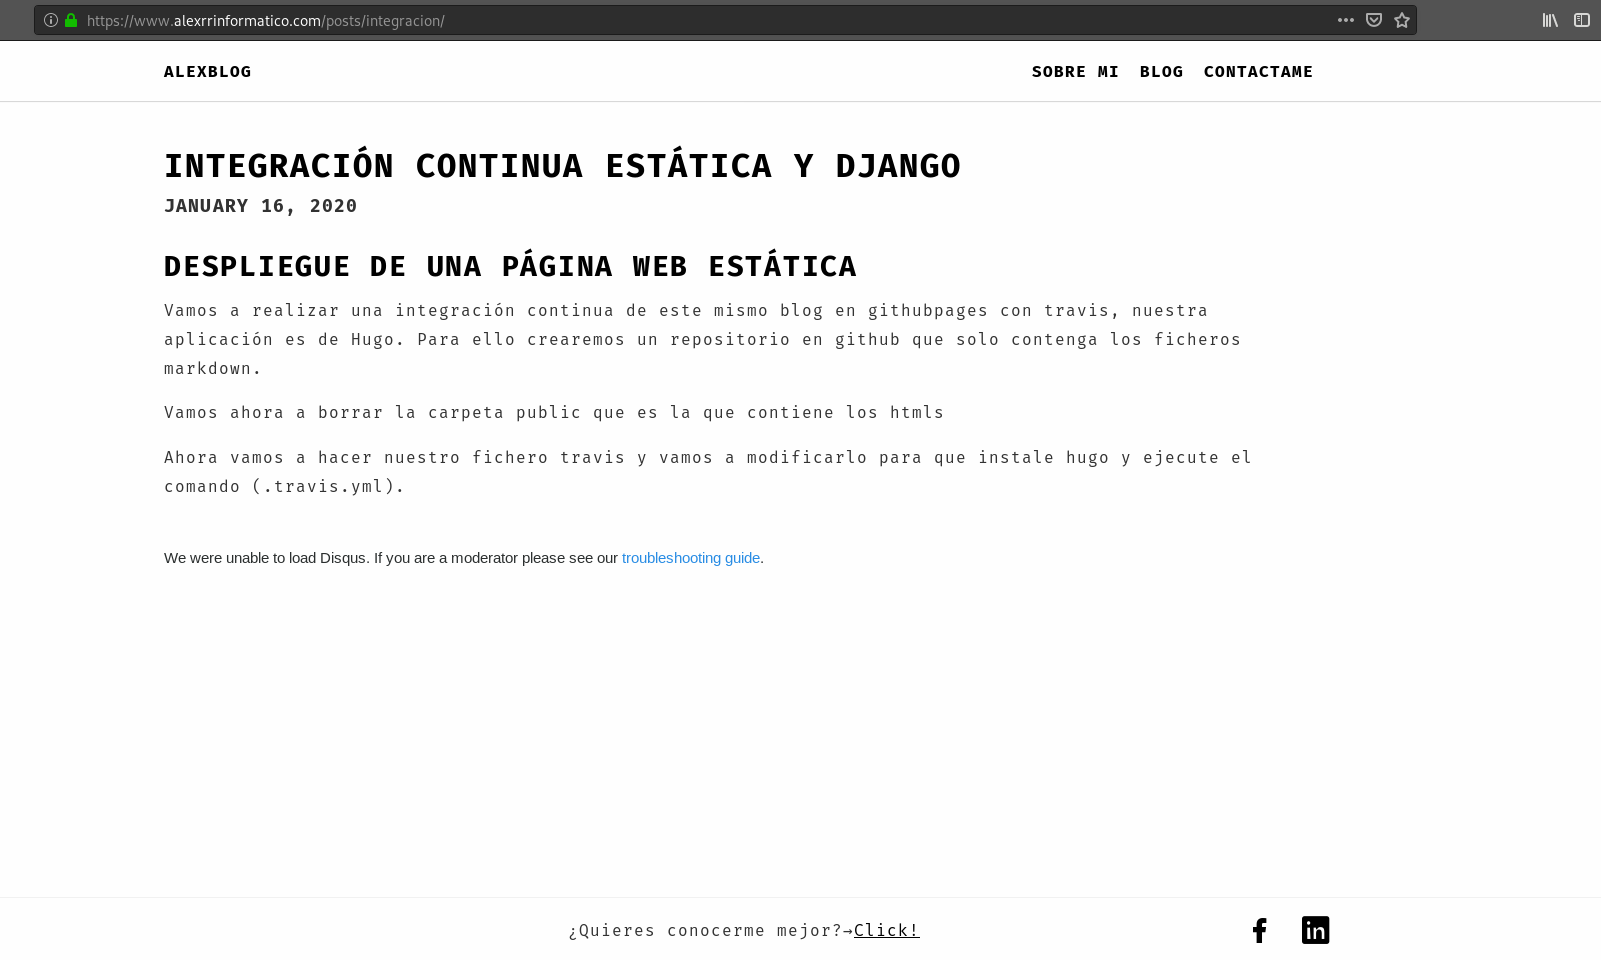 https://www.alexrrinformatico.com/posts/integracion/
ALEXBLOG
SOBRE MI BLOG CONTACTAME
INTEGRACIÓN CONTINUA ESTÁTICA Y DJANGO
JANUARY 16, 2020
DESPLIEGUE DE UNA PÁGINA WEB ESTÁTICA
Vamos a realizar una integración continua de este mismo blog en githubpages con travis, nuestra
aplicación es de Hugo. Para ello crearemos un repositorio en github que solo contenga los ficheros
markdown.
Vamos ahora a borrar la carpeta public que es la que contiene los htmls
Ahora vamos a hacer nuestro fichero travis y vamos a modificarlo para que instale hugo y ejecute el
comando (.travis.yml).
We were unable to load Disqus. If you are a moderator please see our troubleshooting guide.
¿Quieres conocerme mejor?→Click!